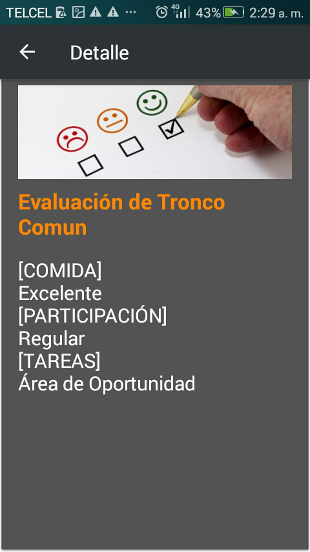 TELCEL 4G 43% 2:29 a. m.
Detalle
Evaluación de Tronco
Comun
[COMIDA]
Excelente
[PARTICIPACIÓN]
Regular
[TAREAS]
Área de Oportunidad